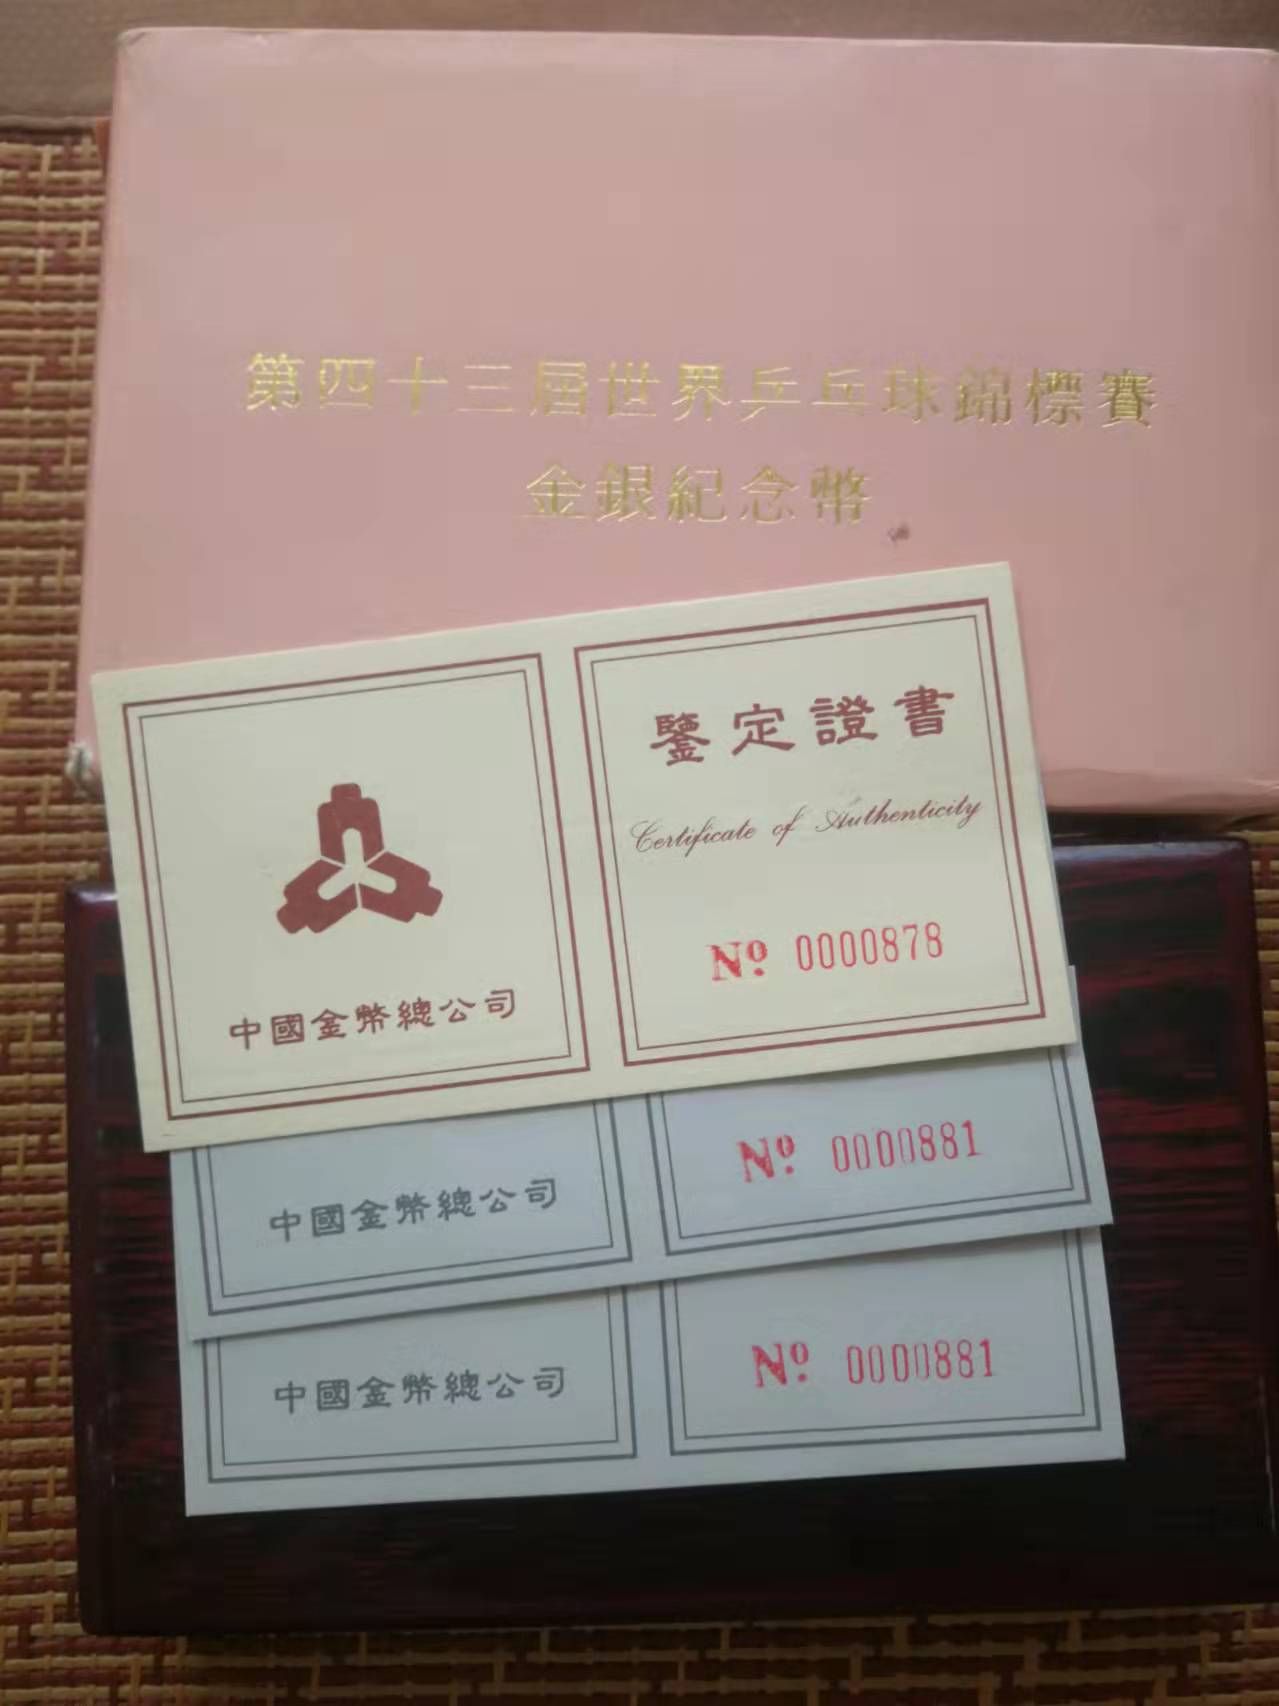 第四十三屆世界乒乓球錦標賽
金銀紀念幣
鑒定證書
Certificate of Authenticity
Nº 0000878
中國金幣總公司
Nº 0000881
中國金幣總公司
Nº 0000881
中國金幣總公司